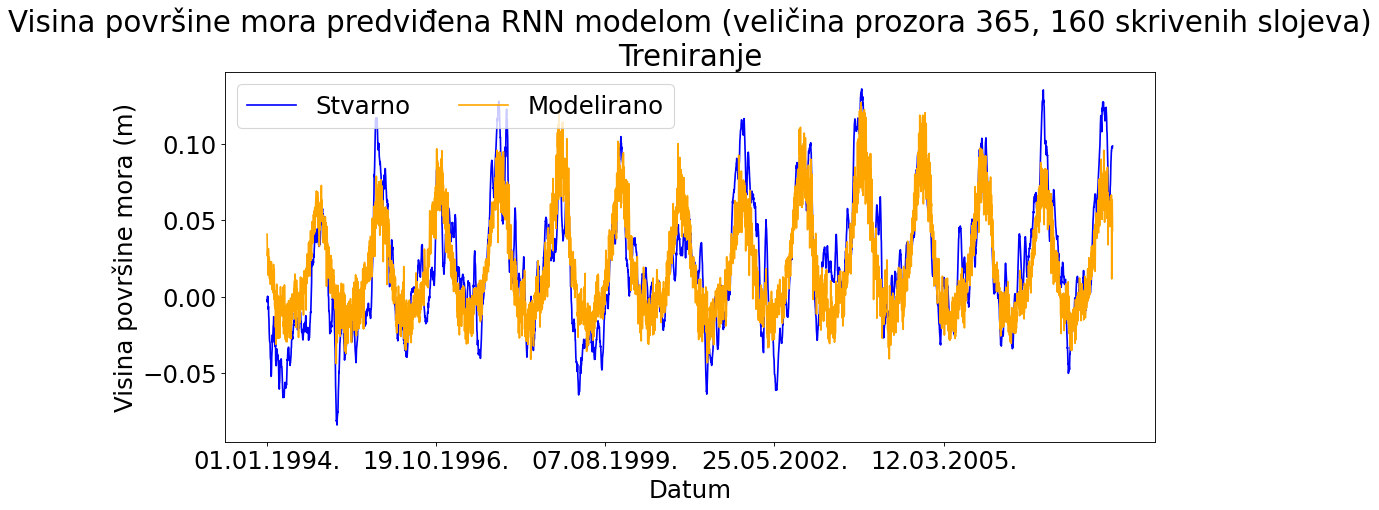 Visina površine mora predviđena RNN modelom (veličina prozora 365, 160 skrivenih slojeva)
Treniranje
Stvarno Modelirano
Visina površine mora (m)
0.10
0.05
0.00
−0.05
01.01.1994. 19.10.1996. 07.08.1999. 25.05.2002. 12.03.2005.
Datum